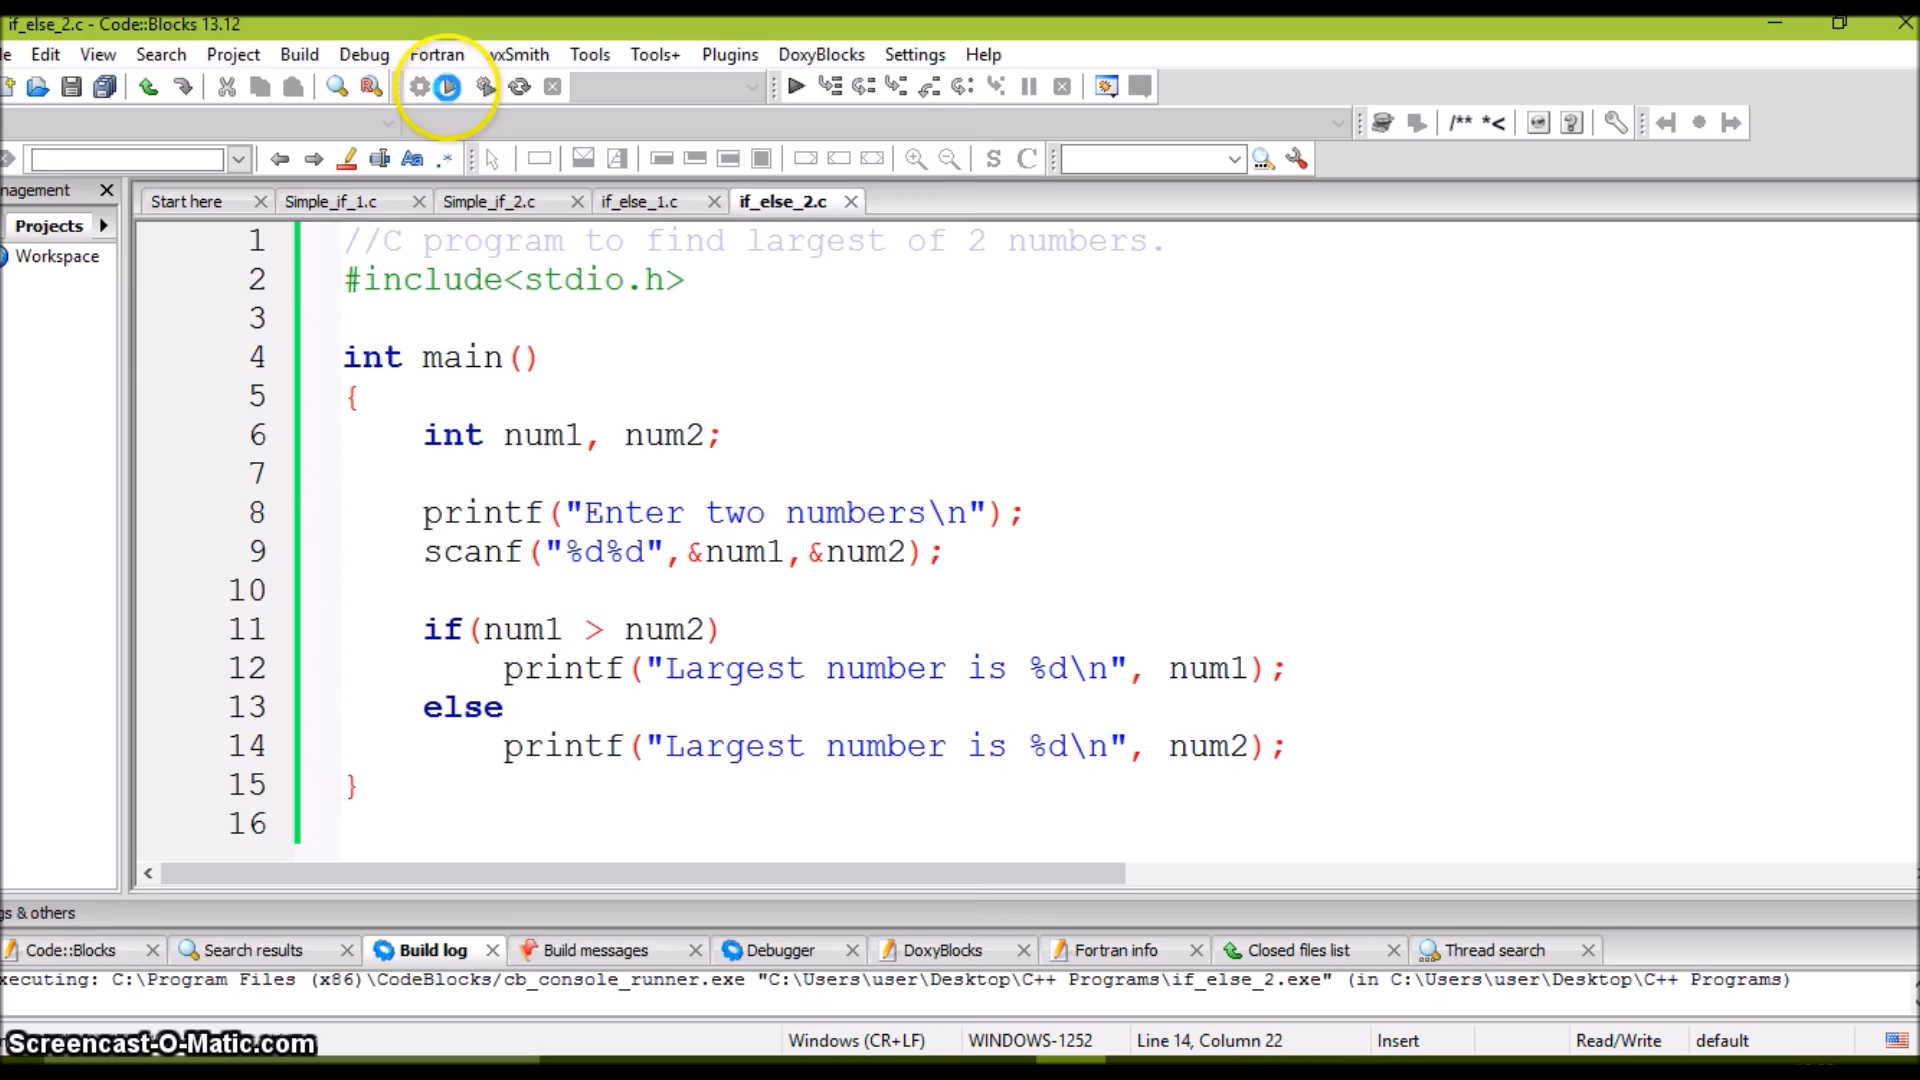 if_else_2.c - Code::Blocks 13.12
Edit View Search Project Build Debug Fortran wxSmith Tools Tools+ Plugins DoxyBlocks Settings Help
/** *<
Aa .* S C
nagement
Start here Simple_if_1.c Simple_if_2.c if_else_1.c if_else_2.c
Projects
Workspace
1 //C program to find largest of 2 numbers.
2 #include<stdio.h>
3
4 int main()
5 {
6 int num1, num2;
7
8 printf("Enter two numbers\n");
9 scanf("%d%d",&num1,&num2);
10
11 if(num1 > num2)
12 printf("Largest number is %d\n", num1);
13 else
14 printf("Largest number is %d\n", num2);
15 }
16
gs & others
Code::Blocks Search results Build log Build messages Debugger DoxyBlocks Fortran info Closed files list Thread search
xecuting: C:\Program Files (x86)\CodeBlocks/cb_console_runner.exe "C:\Users\user\Desktop\C++ Programs\if_else_2.exe" (in C:\Users\user\Desktop\C++ Programs)
Screencast-O-Matic.com Windows (CR+LF) WINDOWS-1252 Line 14, Column 22 Insert Read/Write default